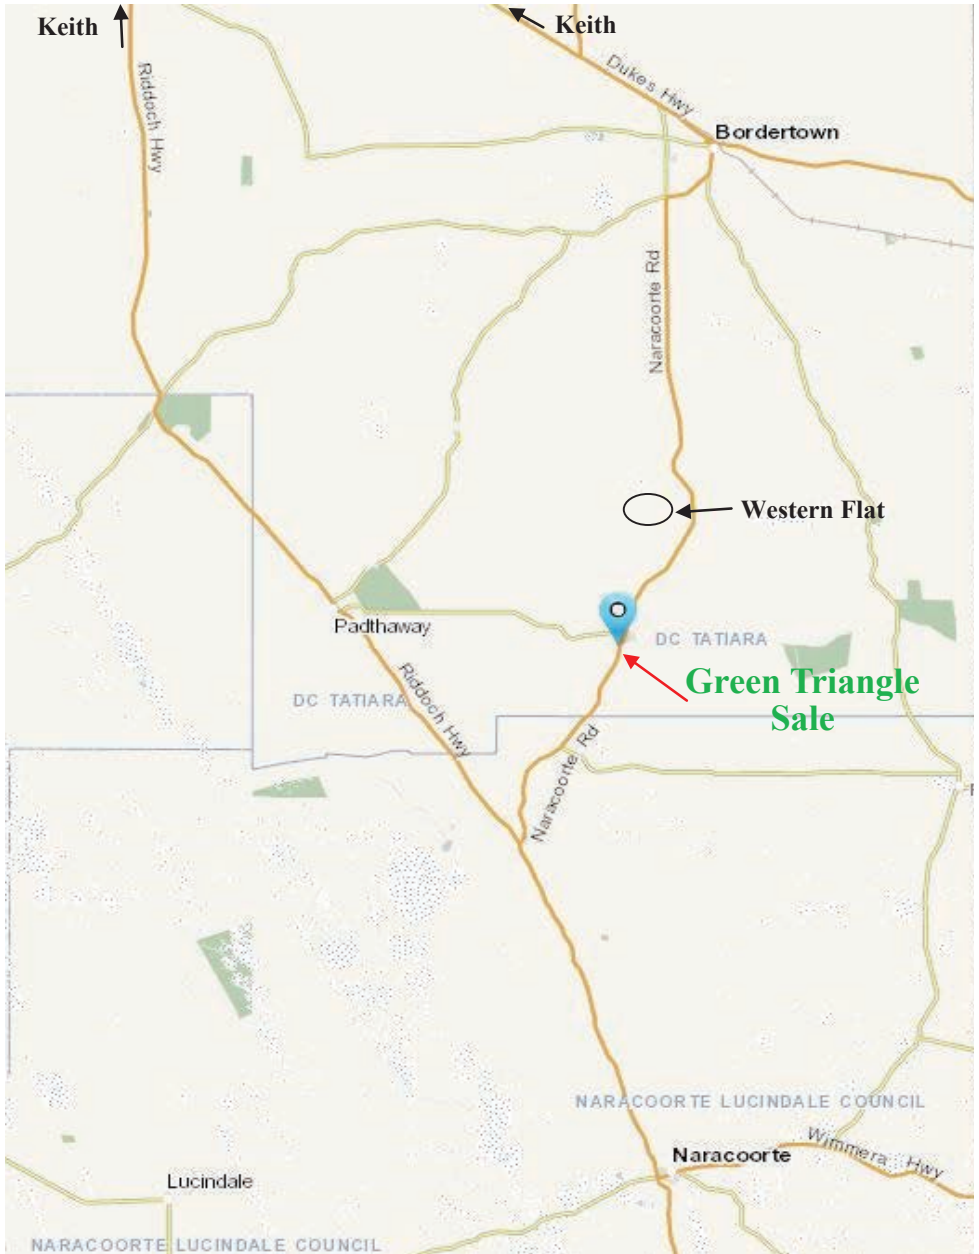 Keith
Keith
Riddoch Hwy
Dukes Hwy
Bordertown
Naracoorte Rd
Western Flat
Padthaway
DC TATIARA
Green Triangle
Sale
DC TATIARA
Riddoch Hwy
Naracoorte Rd
NARACOORTE LUCINDALE COUNCIL
Wimmera Hwy
Naracoorte
Lucindale
NARACOORTE LUCINDALE COUNCIL